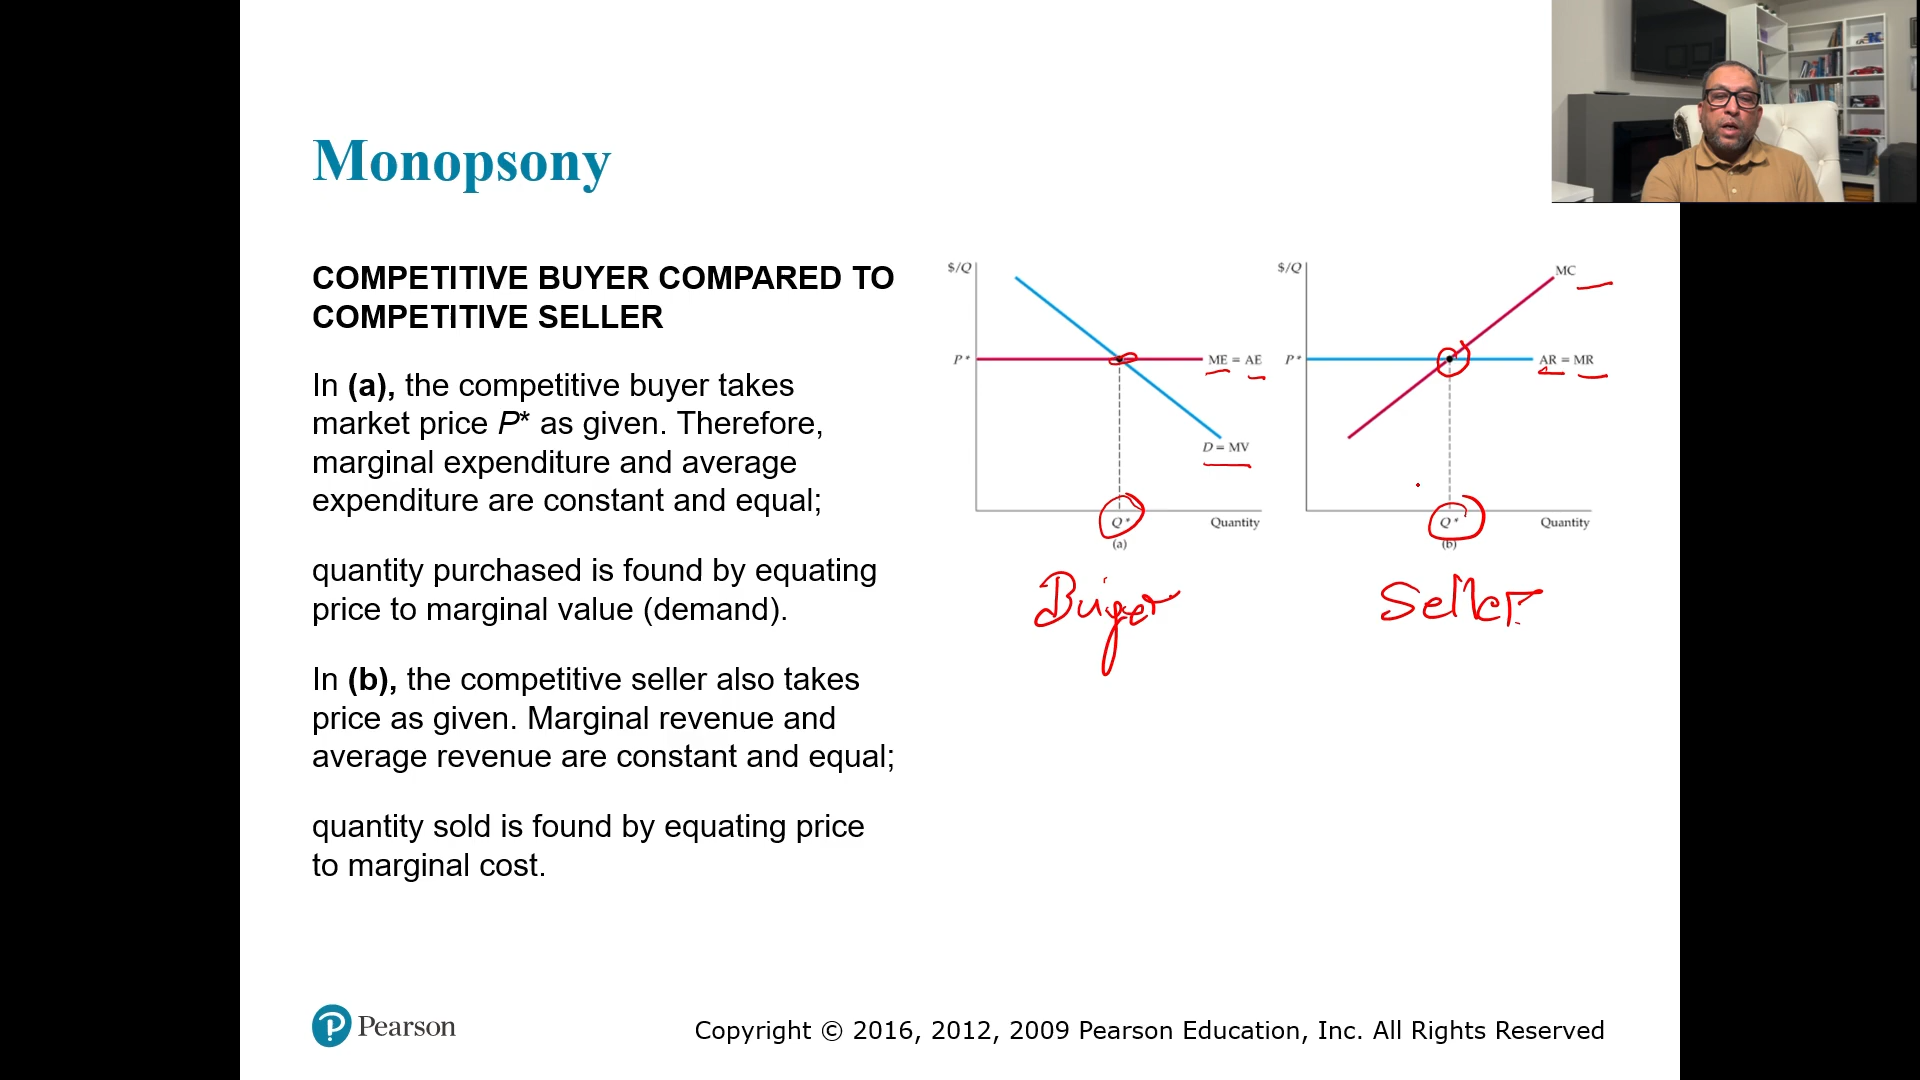 Monopsony
COMPETITIVE BUYER COMPARED TO
COMPETITIVE SELLER
In (a), the competitive buyer takes
market price P* as given. Therefore,
marginal expenditure and average
expenditure are constant and equal;
quantity purchased is found by equating
price to marginal value (demand).
In (b), the competitive seller also takes
price as given. Marginal revenue and
average revenue are constant and equal;
quantity sold is found by equating price
to marginal cost.
$/Q
P*
ME = AE
D = MV
Q*
Quantity
(a)
Buyer
$/Q
MC
P*
AR = MR
Q*
Quantity
(b)
Seller
Pearson
Copyright © 2016, 2012, 2009 Pearson Education, Inc. All Rights Reserved